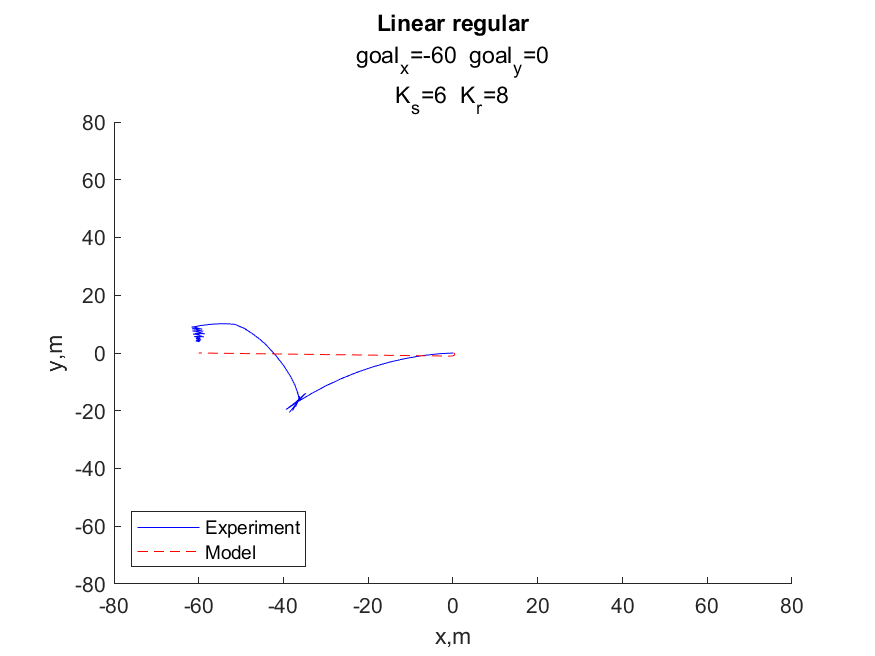 Linear regular
goal_x=-60 goal_y=0
K_s=6 K_r=8
80
60
40
20
0
-20
-40
-60
-80
y,m
Experiment
Model
-80 -60 -40 -20 0 20 40 60 80
x,m